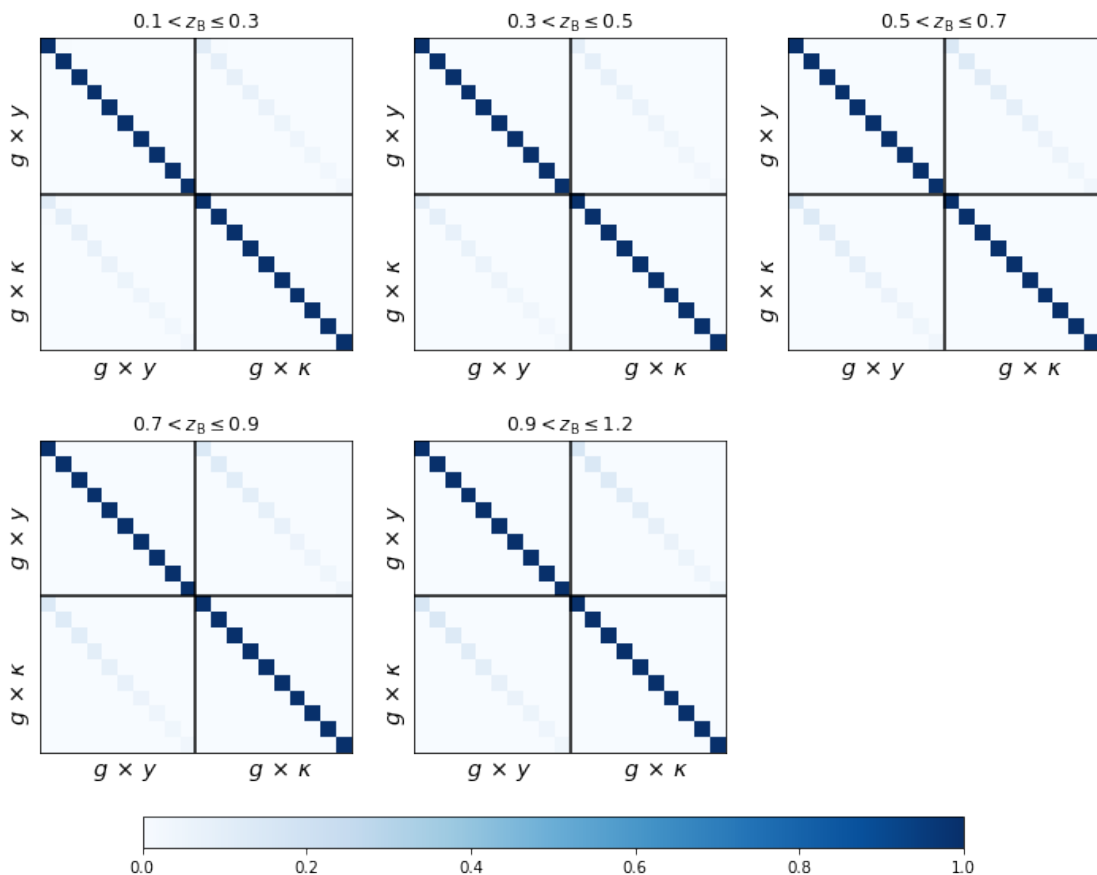 0.1 < z_B ≤ 0.3
0.3 < z_B ≤ 0.5
0.5 < z_B ≤ 0.7
g × y
g × κ
g × y
g × κ
g × y
g × κ
g × y g × κ
g × y g × κ
g × y g × κ
0.7 < z_B ≤ 0.9
0.9 < z_B ≤ 1.2
g × y
g × κ
g × y
g × κ
g × y g × κ
g × y g × κ
0.0 0.2 0.4 0.6 0.8 1.0